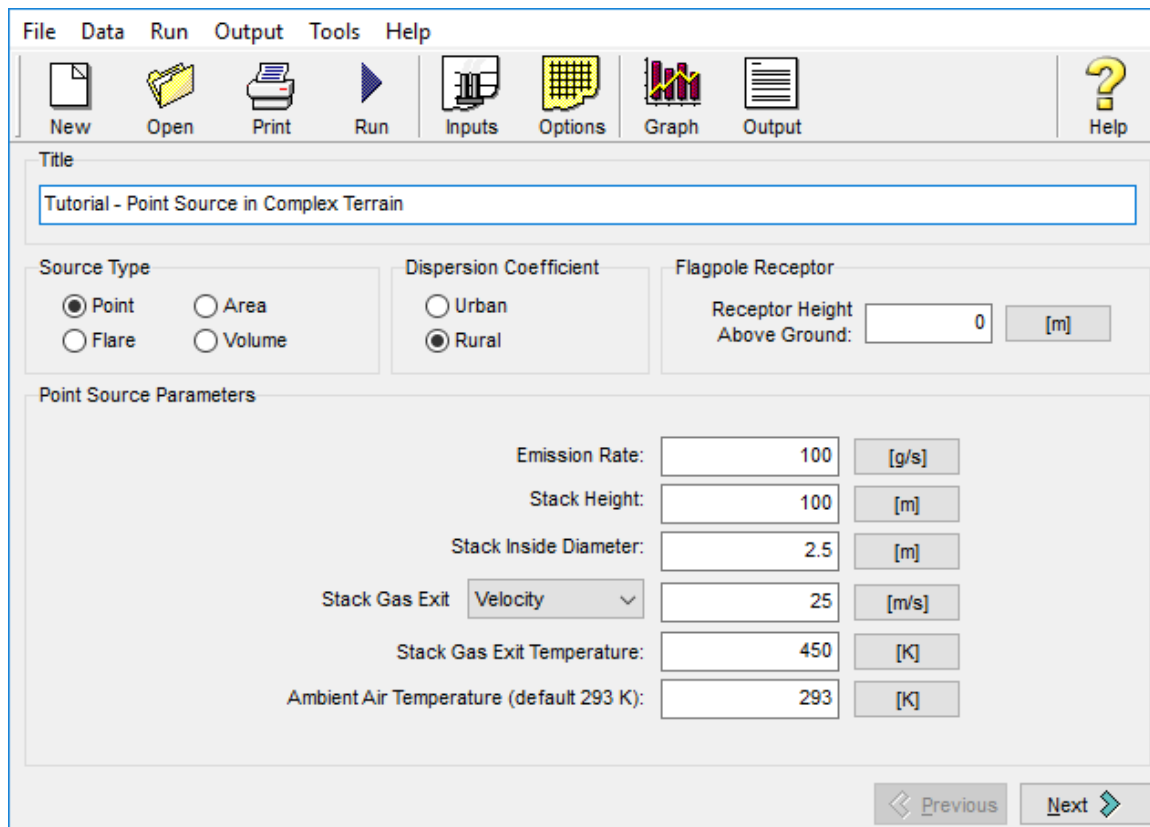 File Data Run Output Tools Help
New Open Print Run Inputs Options Graph Output Help
Title
Tutorial - Point Source in Complex Terrain
Source Type Dispersion Coefficient Flagpole Receptor
Point Area Urban Receptor Height
Above Ground: 0 [m]
Flare Volume Rural
Point Source Parameters
Emission Rate: 100 [g/s]
Stack Height: 100 [m]
Stack Inside Diameter: 2.5 [m]
Stack Gas Exit Velocity 25 [m/s]
Stack Gas Exit Temperature: 450 [K]
Ambient Air Temperature (default 293 K): 293 [K]
Previous Next